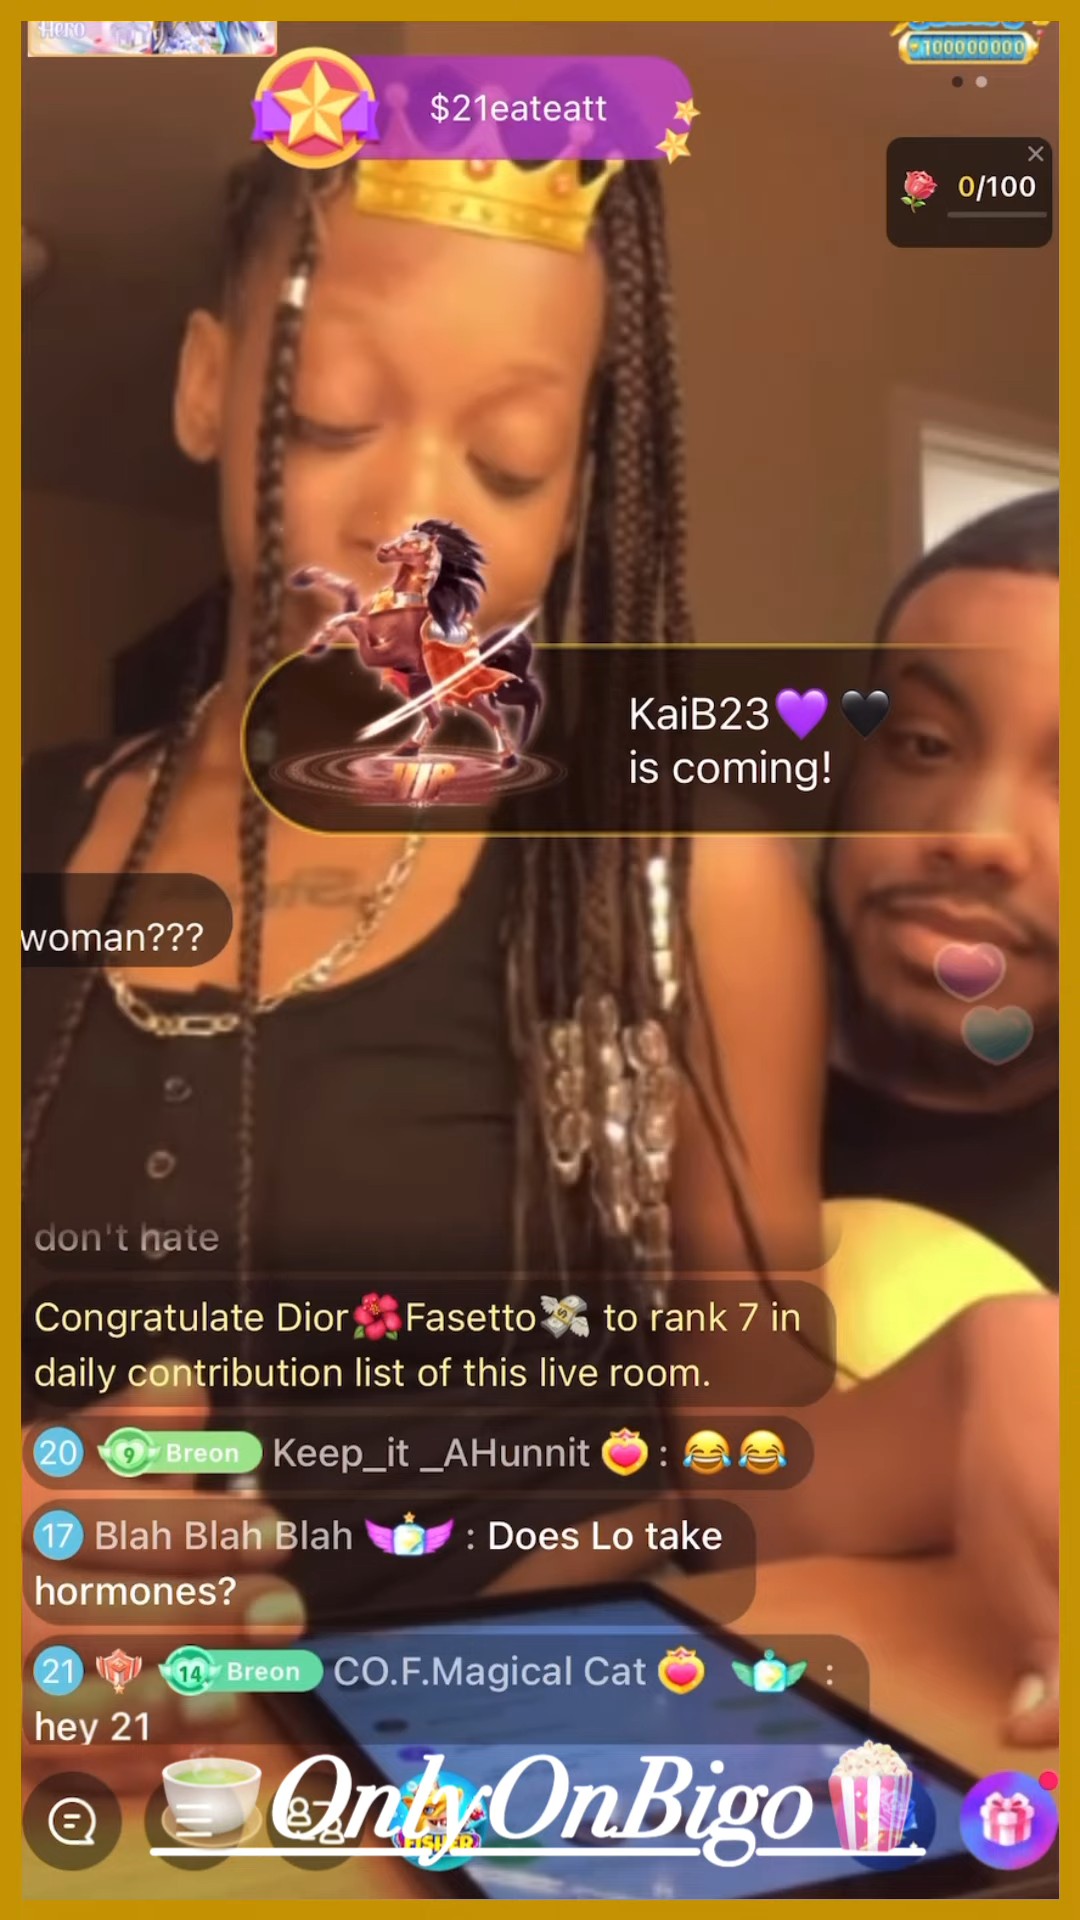 Hero
100000000
$21eateatt
0/100
KaiB23💜 🖤
is coming!
woman???
don't hate
Congratulate Dior🌺Fasetto💸 to rank 7 in
daily contribution list of this live room.
20 9 Breon Keep_it _AHunnit : 😂😂
17 Blah Blah Blah : Does Lo take
hormones?
21 14 Breon CO.F.Magical Cat :
hey 21
🍵OnlyOnBigo🍿
FISHER